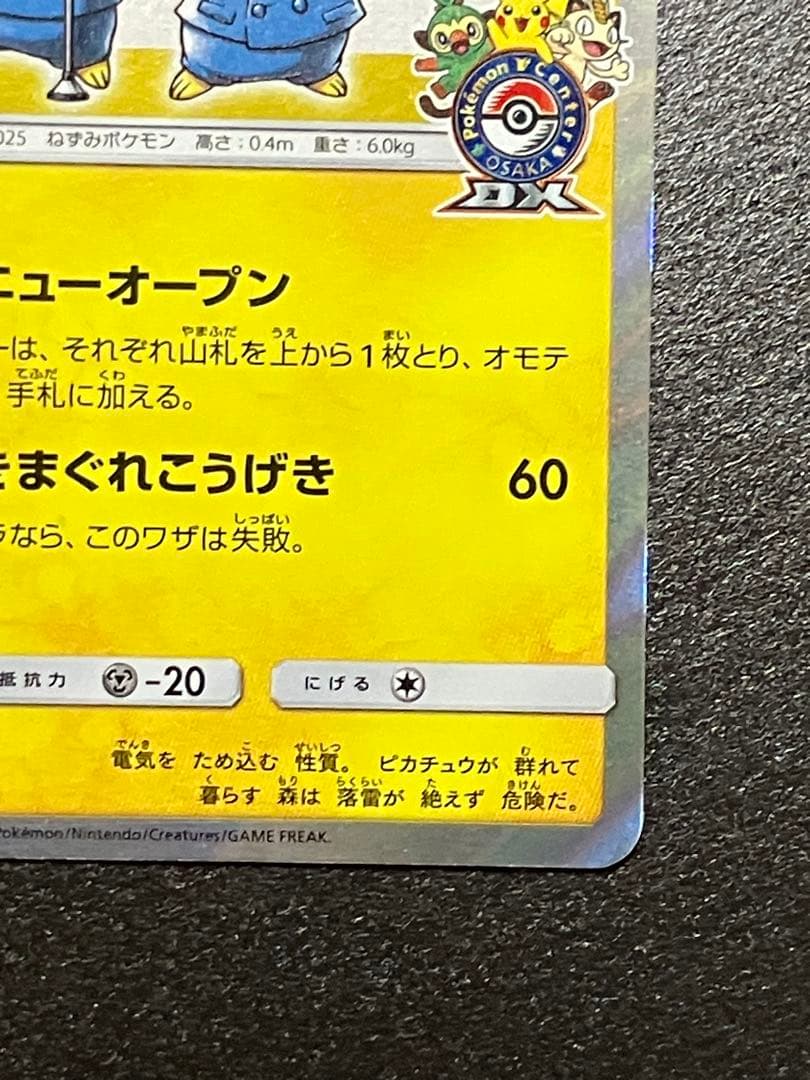 Pokémon Center
OSAKA
DX
025 ねずみポケモン 高さ:0.4m 重さ:6.0kg
ニューオープン
ーは、それぞれ山札を上から1枚とり、オモテ
手札に加える。
きまぐれこうげき 60
ラなら、このワザは失敗。
抵抗力 -20 にげる
電気を ため込む 性質。 ピカチュウが 群れて
暮らす 森は 落雷が 絶えず 危険だ。
Pokémon/Nintendo/Creatures/GAME FREAK.